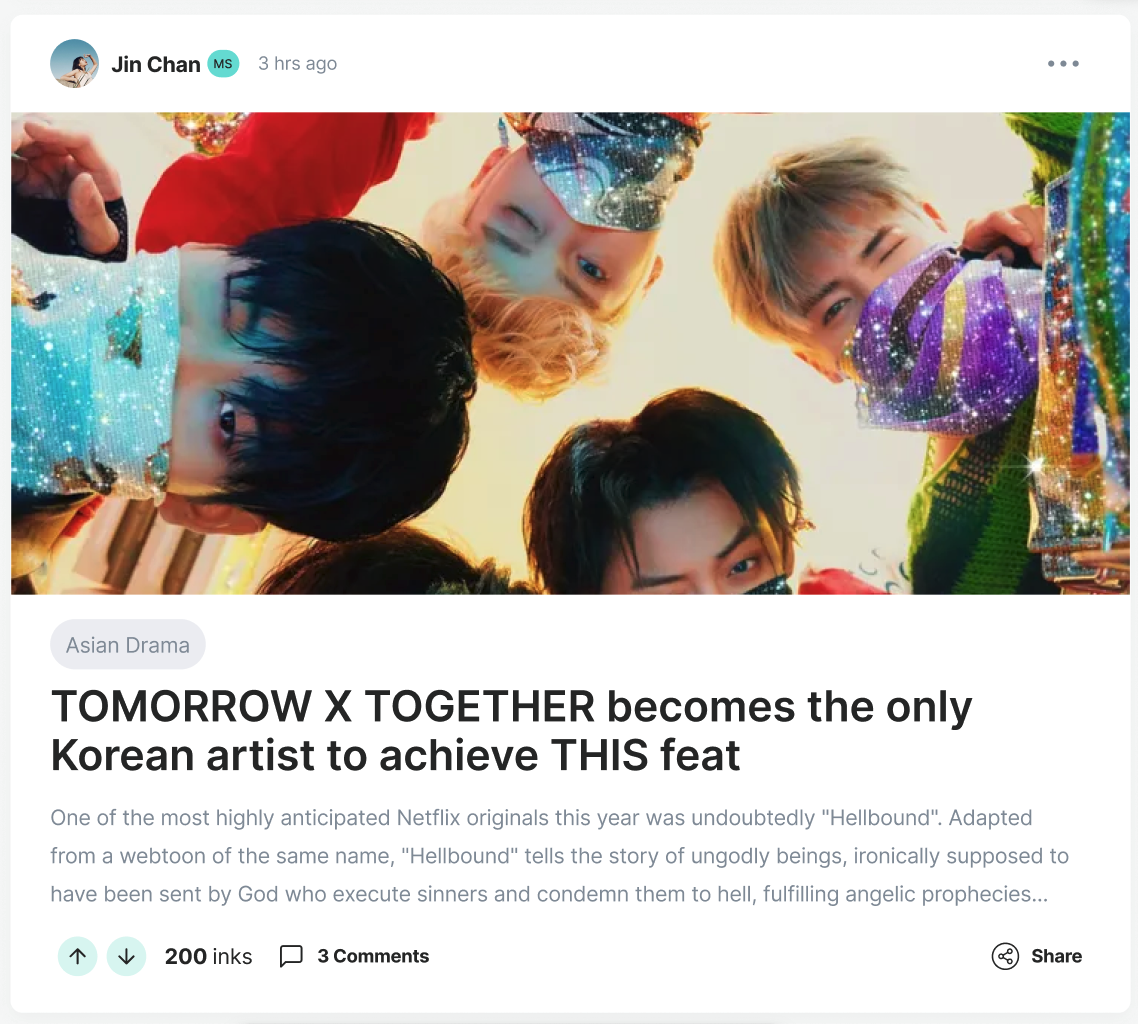 Jin Chan MS 3 hrs ago
Asian Drama
TOMORROW X TOGETHER becomes the only
Korean artist to achieve THIS feat
One of the most highly anticipated Netflix originals this year was undoubtedly "Hellbound". Adapted
from a webtoon of the same name, "Hellbound" tells the story of ungodly beings, ironically supposed to
have been sent by God who execute sinners and condemn them to hell, fulfilling angelic prophecies...
200 inks 3 Comments Share